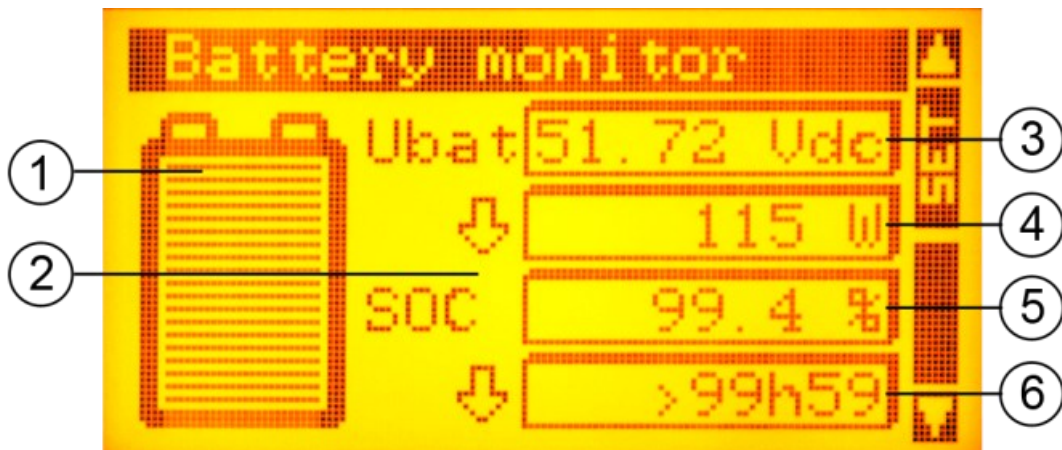 Battery monitor
Ubat 51.72 Vdc
115 W
SOC 99.4 %
>99h59
SET
1
2
3
4
5
6